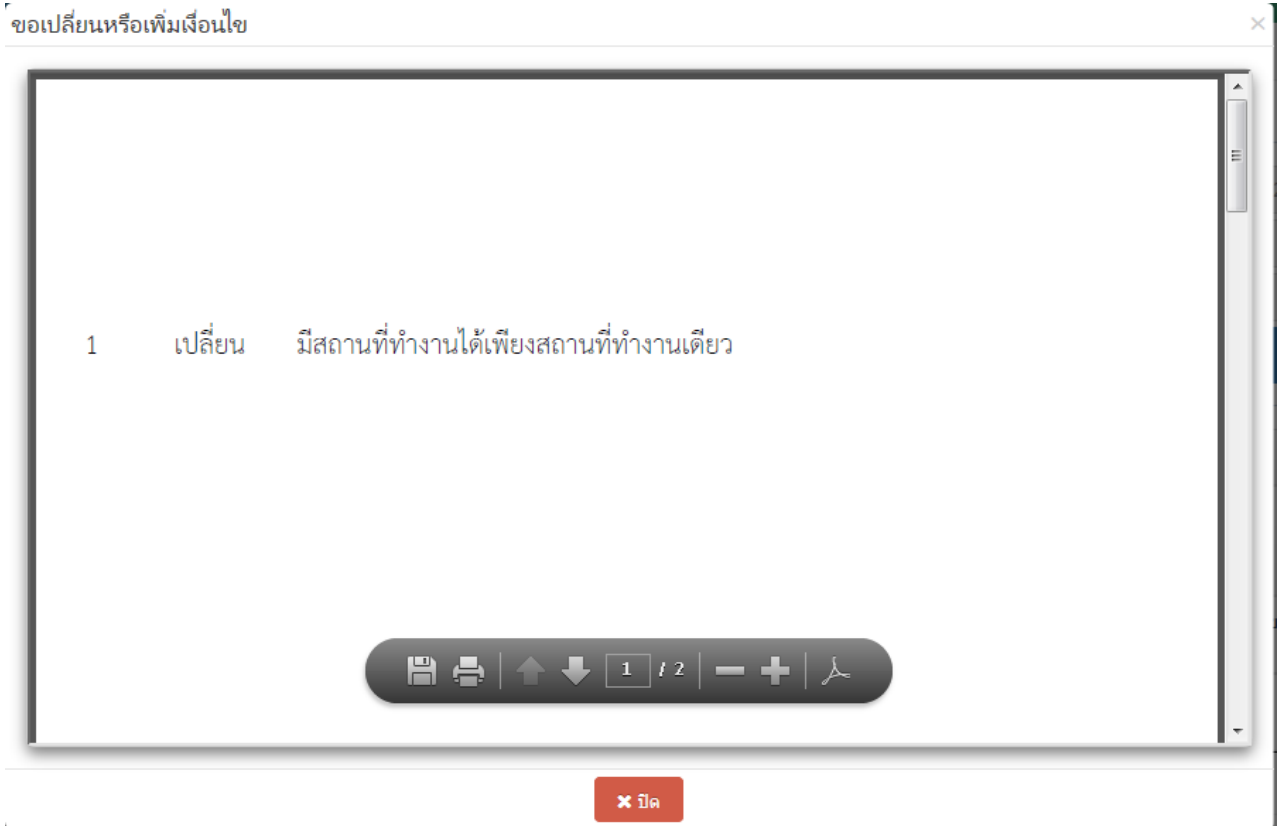 ขอเปลี่ยนหรือเพิ่มเงื่อนไข ×
1 เปลี่ยน มีสถานที่ทำงานได้เพียงสถานที่ทำงานเดียว
1 / 2
✖ ปิด